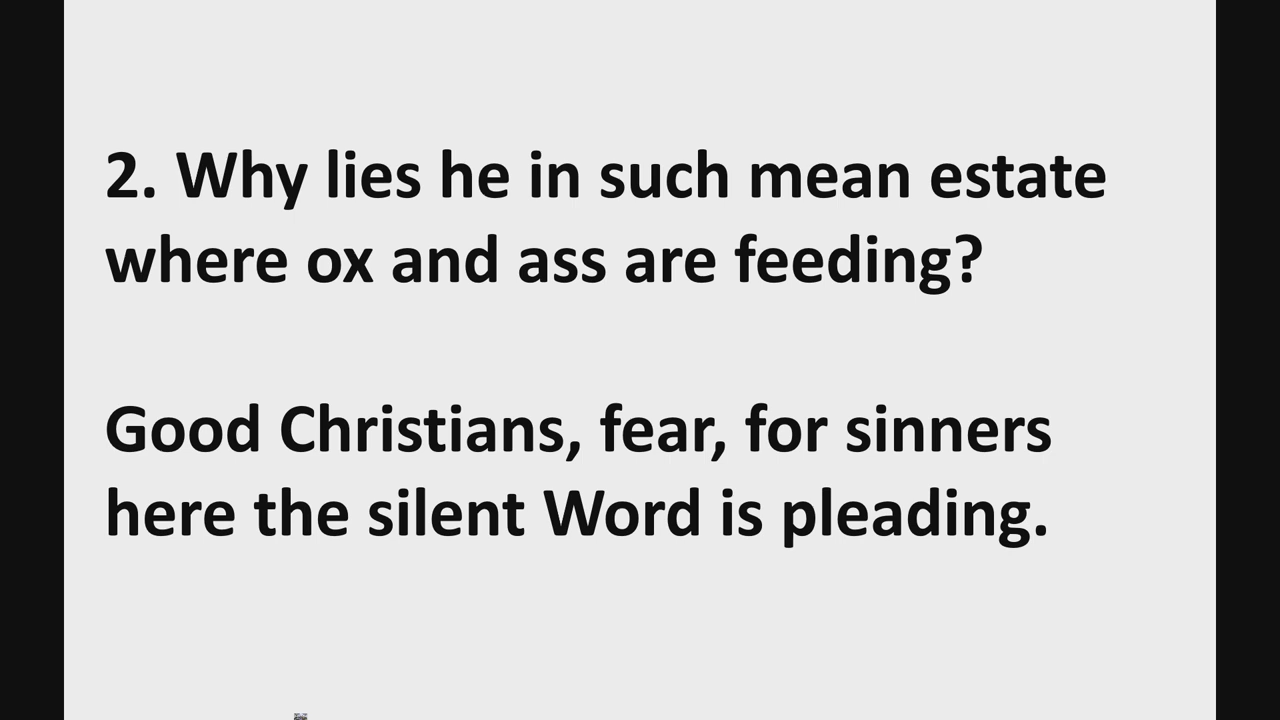 2. Why lies he in such mean estate
where ox and ass are feeding?
Good Christians, fear, for sinners
here the silent Word is pleading.